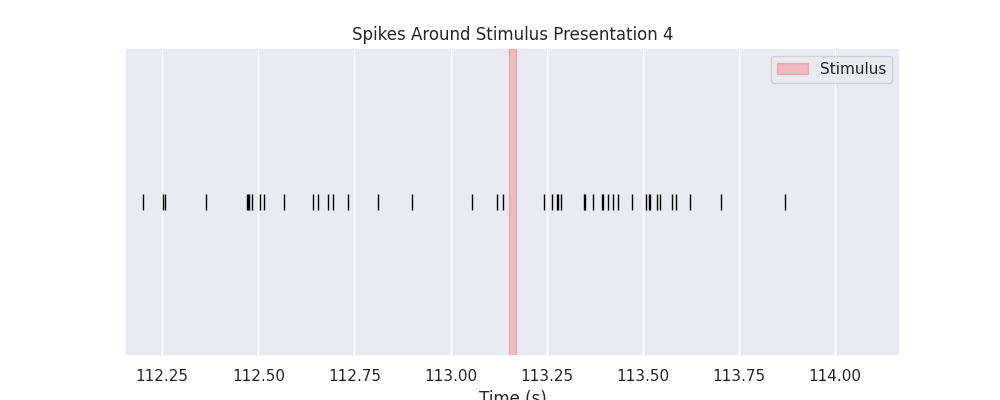 Spikes Around Stimulus Presentation 4
Stimulus
112.25 112.50 112.75 113.00 113.25 113.50 113.75 114.00
Time (s)